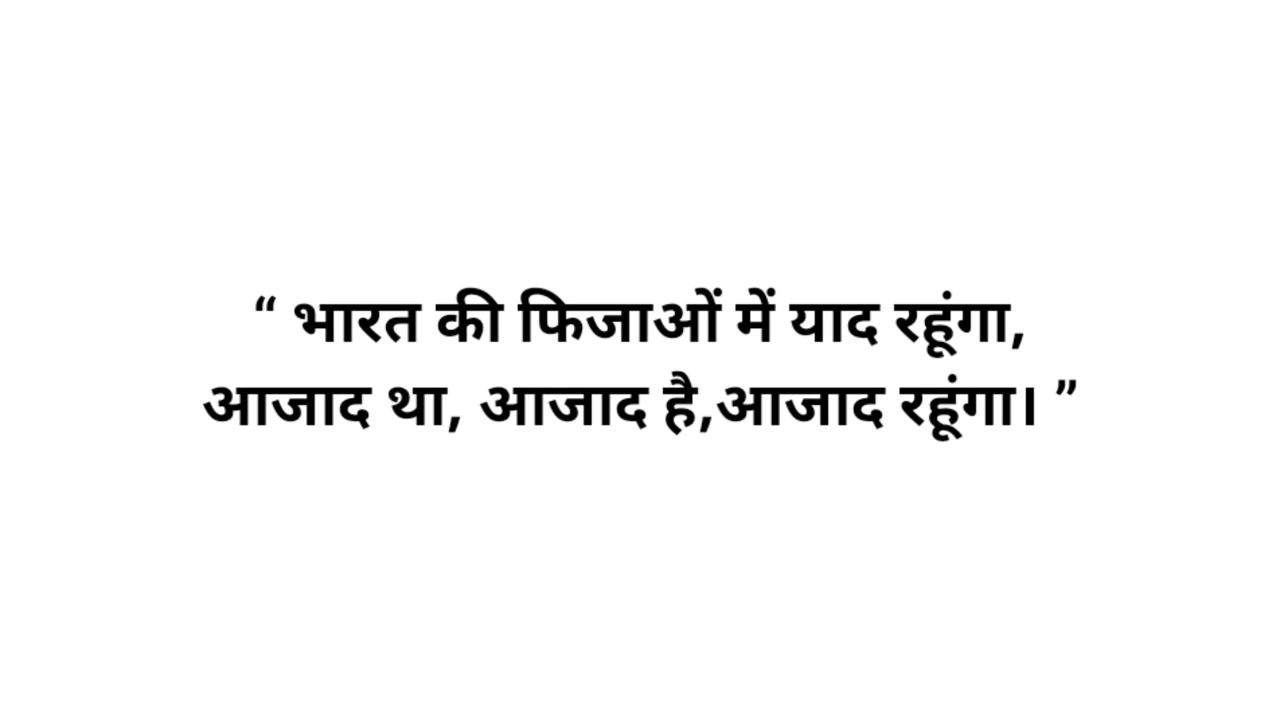 “ भारत की फिजाओं में याद रहूंगा,
आजाद था, आजाद है,आजाद रहूंगा। ”